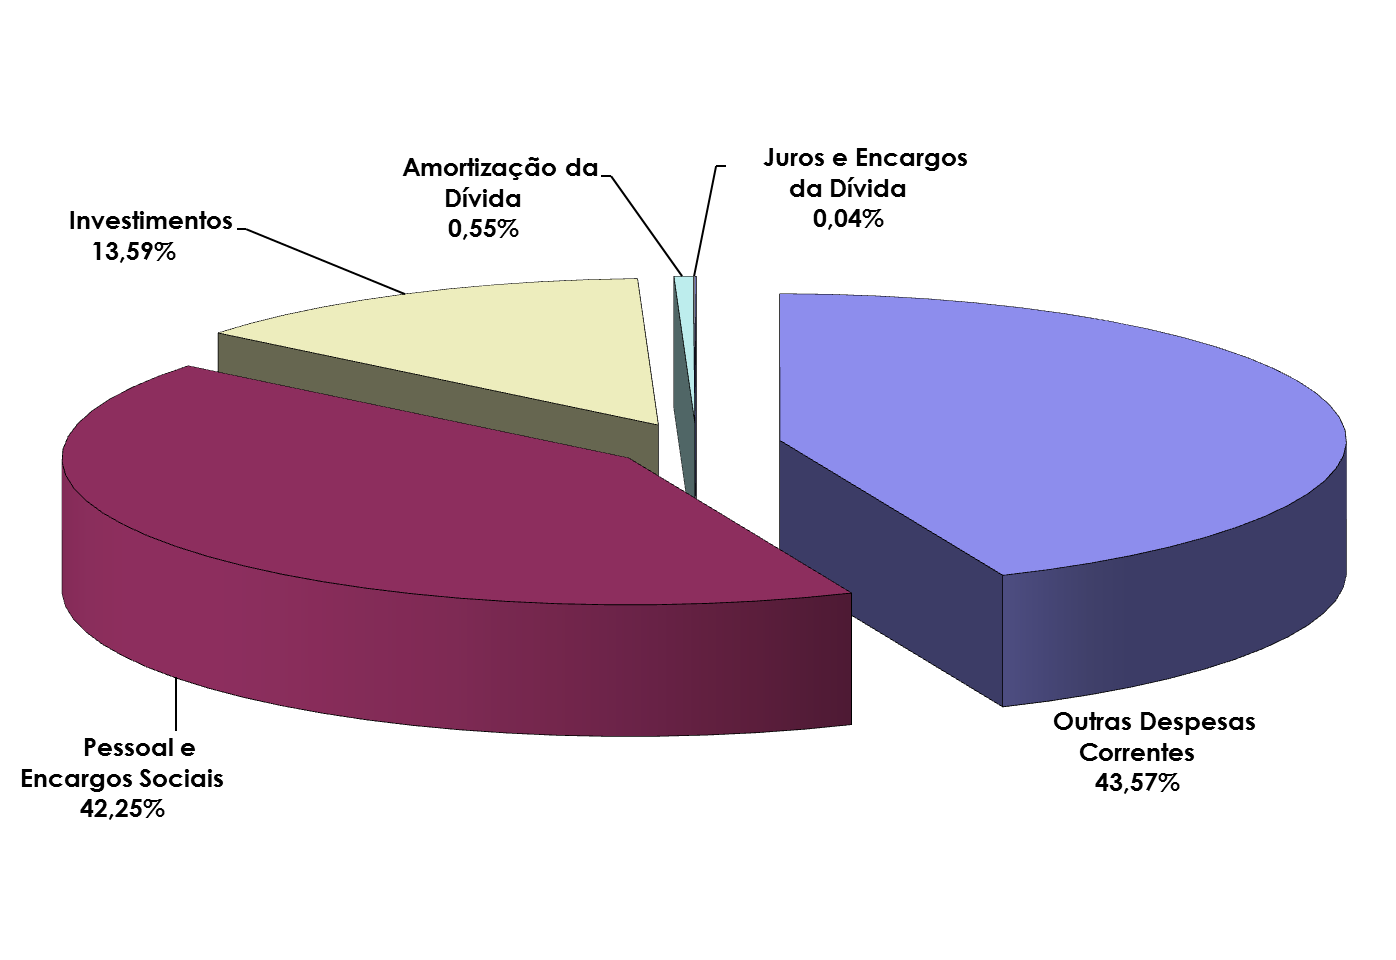 Amortização da
Dívida
0,55%
Juros e Encargos
da Dívida
0,04%
Investimentos
13,59%
Pessoal e
Encargos Sociais
42,25%
Outras Despesas
Correntes
43,57%